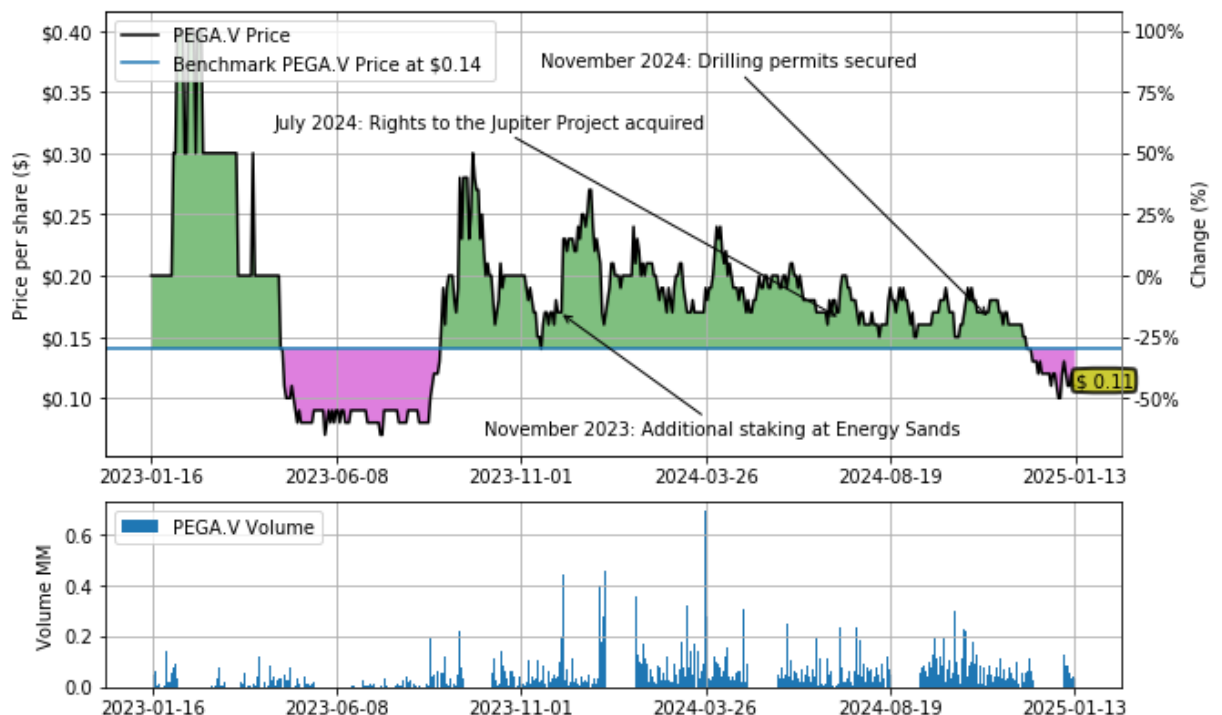 PEGA.V Price
Benchmark PEGA.V Price at $0.14
November 2024: Drilling permits secured
July 2024: Rights to the Jupiter Project acquired
November 2023: Additional staking at Energy Sands
$ 0.11
Price per share ($)
$0.40
$0.35
$0.30
$0.25
$0.20
$0.15
$0.10
Change (%)
100%
75%
50%
25%
0%
-25%
-50%
2023-01-16 2023-06-08 2023-11-01 2024-03-26 2024-08-19 2025-01-13
PEGA.V Volume
Volume MM
0.6
0.4
0.2
0.0
2023-01-16 2023-06-08 2023-11-01 2024-03-26 2024-08-19 2025-01-13